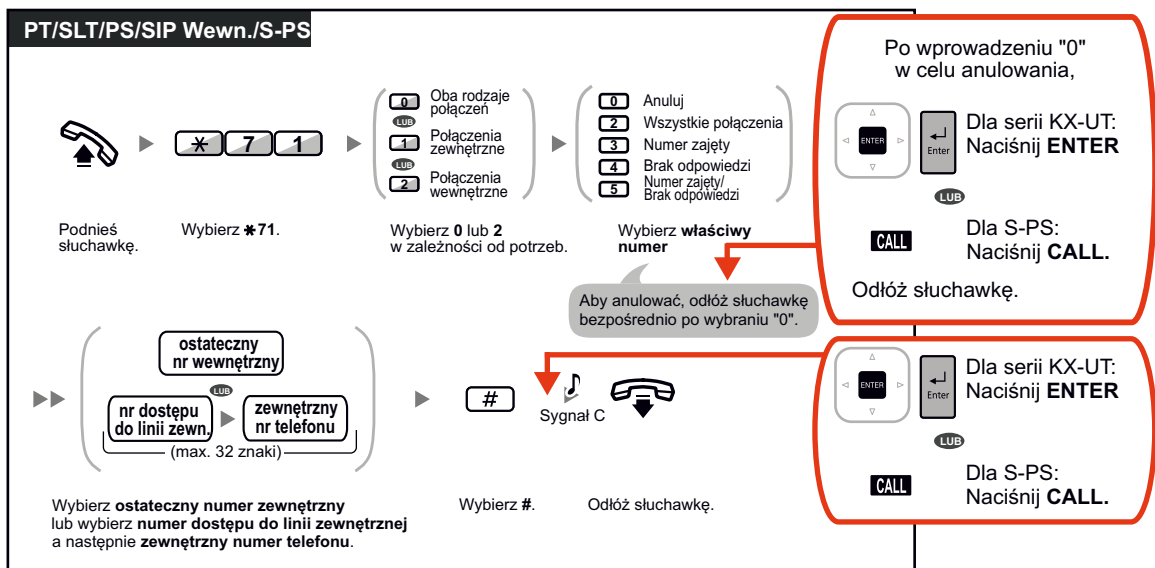 PT/SLT/PS/SIP Wewn./S-PS
* 7 1
0 Oba rodzaje
połączeń
LUB
1 Połączenia
zewnętrzne
LUB
2 Połączenia
wewnętrzne
0 Anuluj
2 Wszystkie połączenia
3 Numer zajęty
4 Brak odpowiedzi
5 Numer zajęty/
Brak odpowiedzi
Podnieś
słuchawkę.
Wybierz *71.
Wybierz 0 lub 2
w zależności od potrzeb.
Wybierz właściwy
numer
Aby anulować, odłóż słuchawkę
bezpośrednio po wybraniu "0".
Po wprowadzeniu "0"
w celu anulowania,
ENTER
Enter
Dla serii KX-UT:
Naciśnij ENTER
LUB
CALL
Dla S-PS:
Naciśnij CALL.
Odłóż słuchawkę.
ostateczny
nr wewnętrzny
LUB
nr dostępu
do linii zewn.
zewnętrzny
nr telefonu
(max. 32 znaki)
#
Sygnał C
Wybierz ostateczny numer zewnętrzny
lub wybierz numer dostępu do linii zewnętrznej
a następnie zewnętrzny numer telefonu.
Wybierz #.
Odłóż słuchawkę.
ENTER
Enter
Dla serii KX-UT:
Naciśnij ENTER
LUB
CALL
Dla S-PS:
Naciśnij CALL.